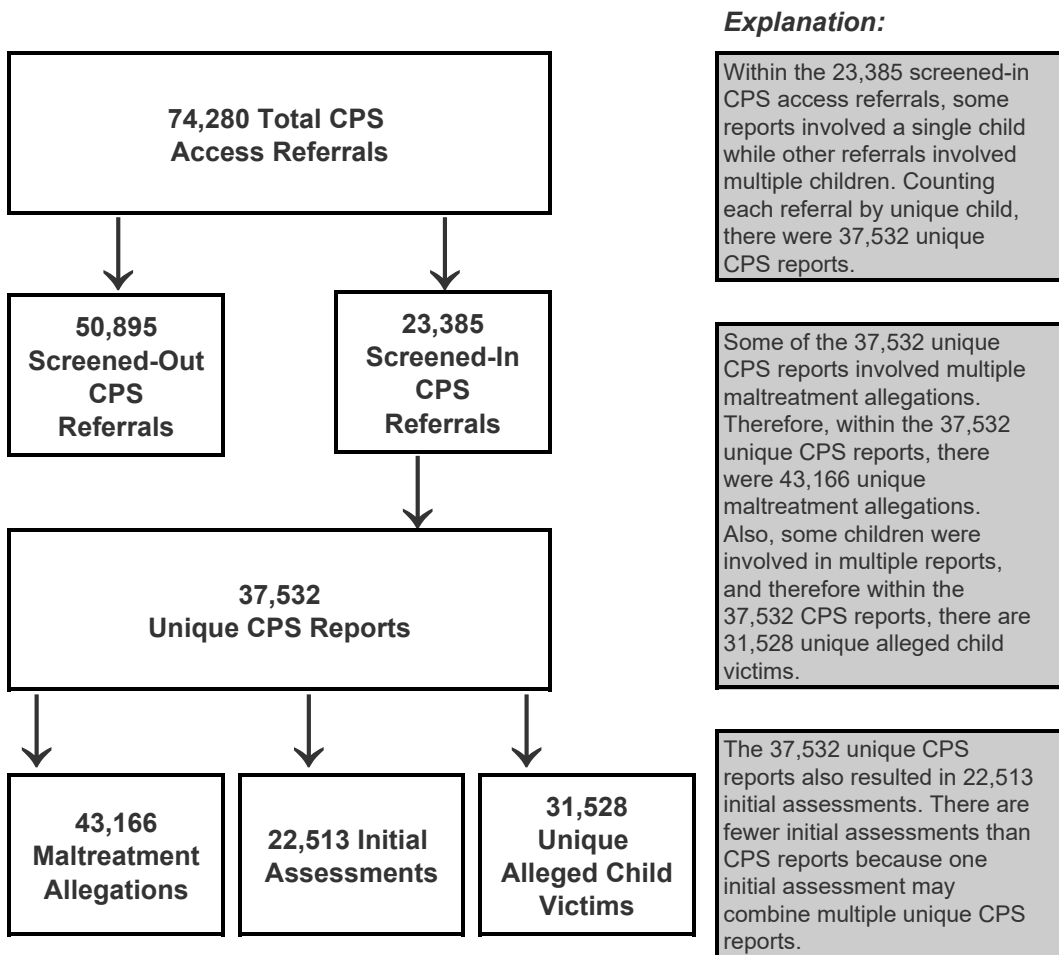 Explanation:
74,280 Total CPS
Access Referrals
Within the 23,385 screened-in
CPS access referrals, some
reports involved a single child
while other referrals involved
multiple children. Counting
each referral by unique child,
there were 37,532 unique
CPS reports.
50,895
Screened-Out
CPS
Referrals
23,385
Screened-In
CPS
Referrals
Some of the 37,532 unique
CPS reports involved multiple
maltreatment allegations.
Therefore, within the 37,532
unique CPS reports, there
were 43,166 unique
maltreatment allegations.
Also, some children were
involved in multiple reports,
and therefore within the
37,532 CPS reports, there are
31,528 unique alleged child
victims.
37,532
Unique CPS Reports
43,166
Maltreatment
Allegations
22,513 Initial
Assessments
31,528
Unique
Alleged Child
Victims
The 37,532 unique CPS
reports also resulted in 22,513
initial assessments. There are
fewer initial assessments than
CPS reports because one
initial assessment may
combine multiple unique CPS
reports.